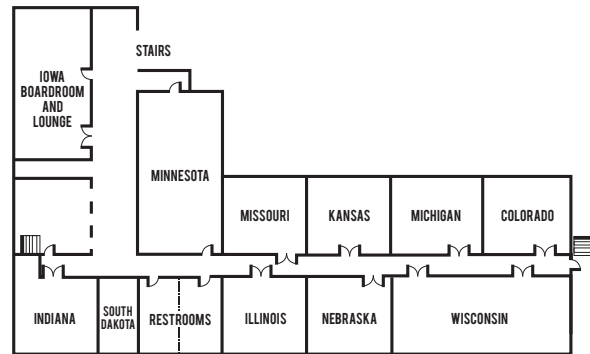 STAIRS
IOWA
BOARDROOM
AND
LOUNGE
MINNESOTA
MISSOURI
KANSAS
MICHIGAN
COLORADO
INDIANA
SOUTH
DAKOTA
RESTROOMS
ILLINOIS
NEBRASKA
WISCONSIN